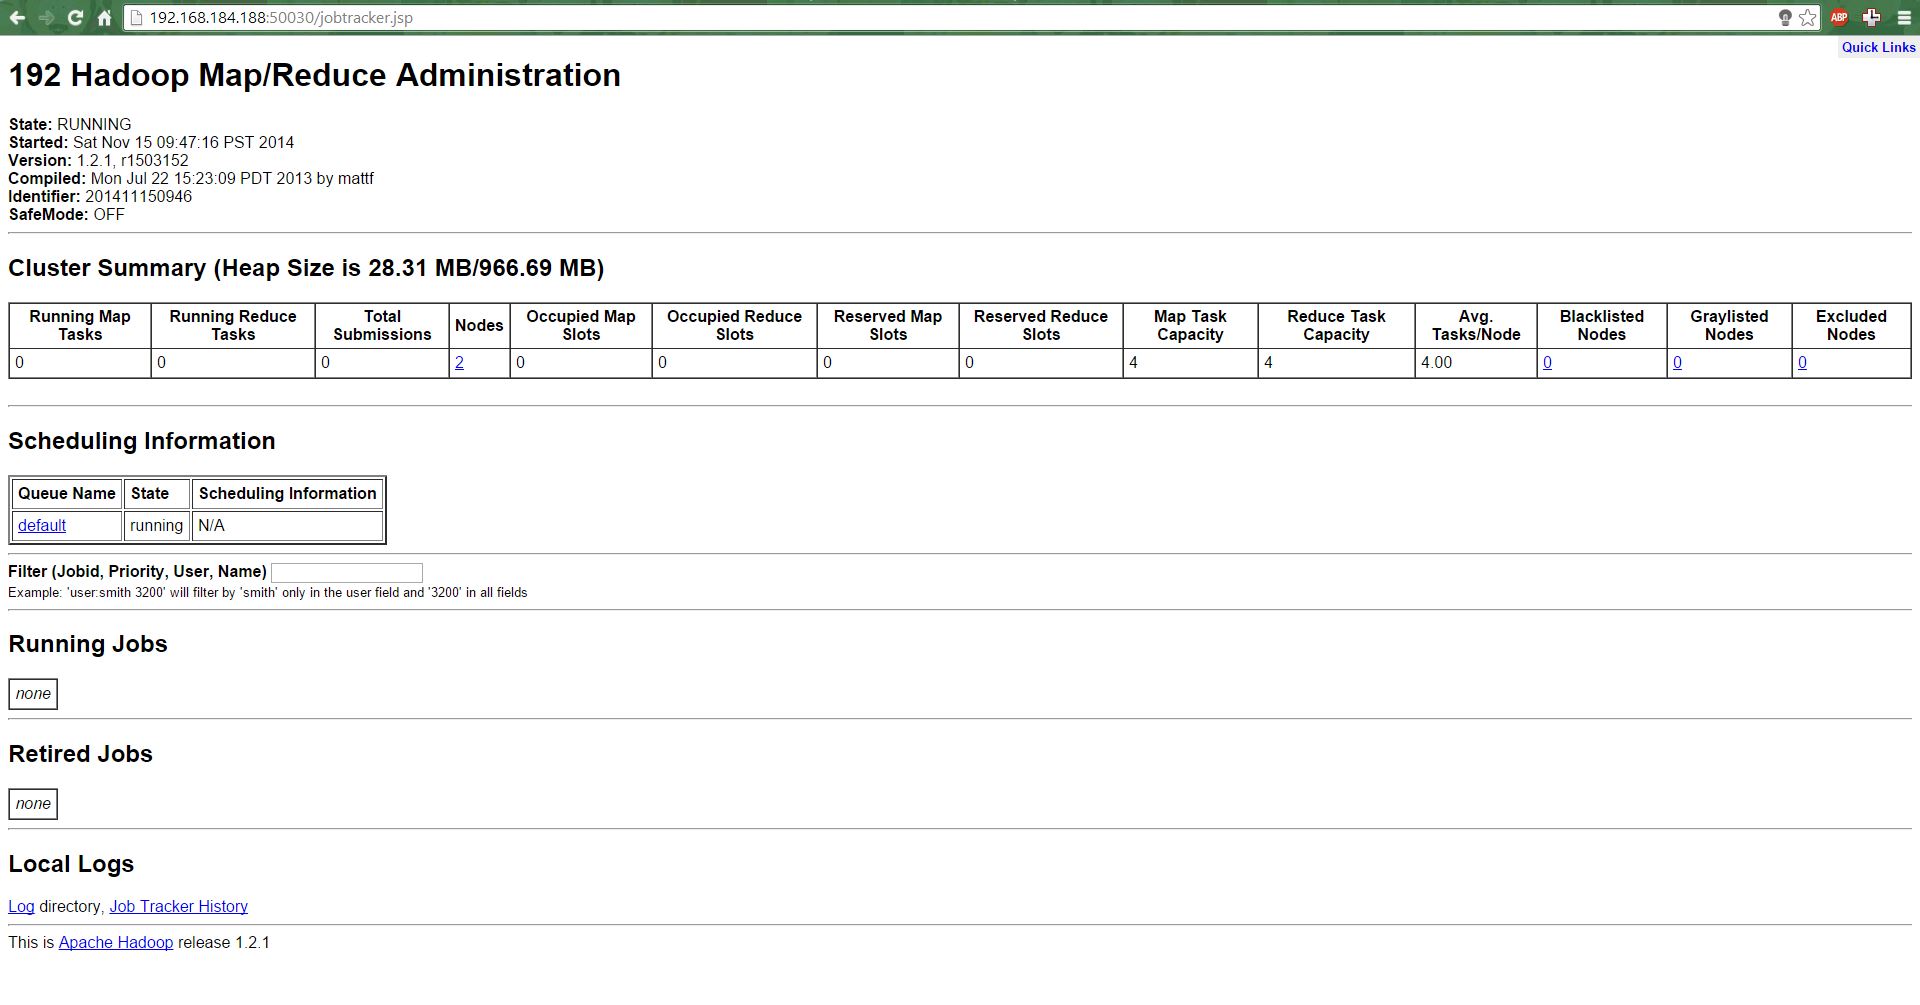 192.168.184.188:50030/jobtracker.jsp
ABP
Quick Links
192 Hadoop Map/Reduce Administration
State: RUNNING
Started: Sat Nov 15 09:47:16 PST 2014
Version: 1.2.1, r1503152
Compiled: Mon Jul 22 15:23:09 PDT 2013 by mattf
Identifier: 201411150946
SafeMode: OFF
Cluster Summary (Heap Size is 28.31 MB/966.69 MB)
Running Map Tasks Running Reduce Tasks Total Submissions Nodes Occupied Map Slots Occupied Reduce Slots Reserved Map Slots Reserved Reduce Slots Map Task Capacity Reduce Task Capacity Avg. Tasks/Node Blacklisted Nodes Graylisted Nodes Excluded Nodes
0 0 0 2 0 0 0 0 4 4 4.00 0 0 0
Scheduling Information
Queue Name State Scheduling Information
default running N/A
Filter (Jobid, Priority, User, Name)
Example: 'user:smith 3200' will filter by 'smith' only in the user field and '3200' in all fields
Running Jobs
none
Retired Jobs
none
Local Logs
Log directory, Job Tracker History
This is Apache Hadoop release 1.2.1